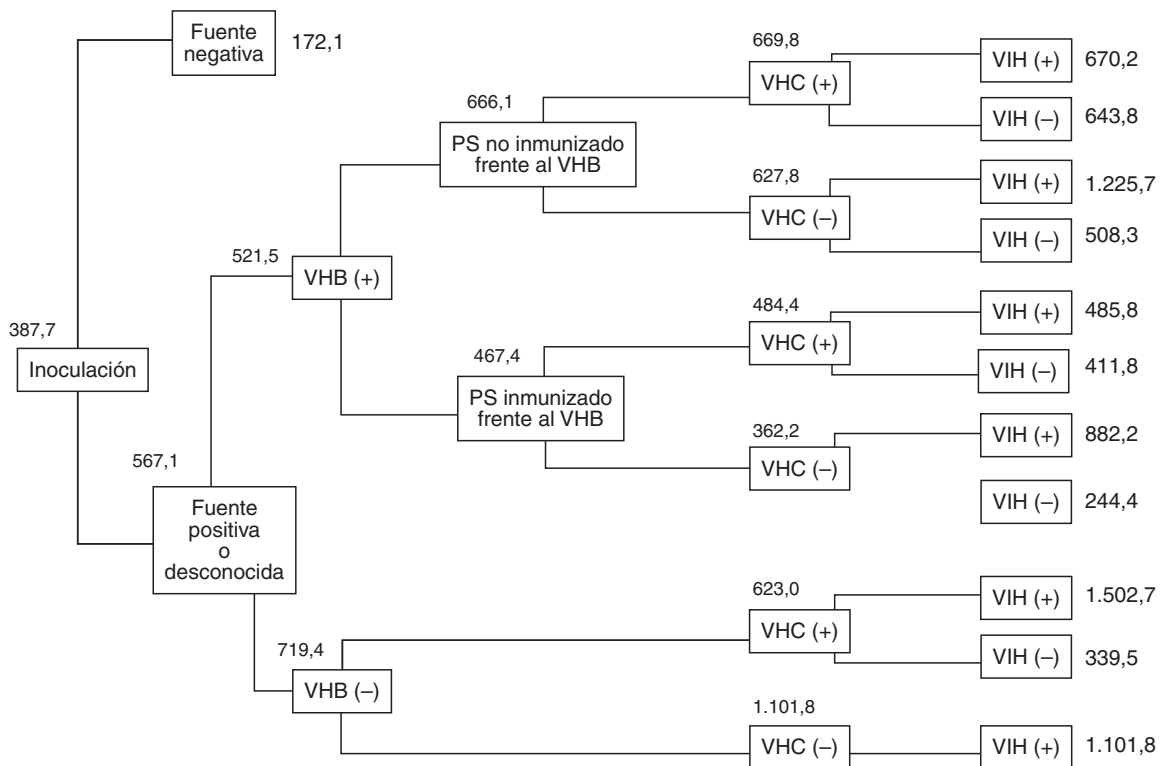 Fuente
negativa
172,1
669,8
VHC (+)
VIH (+)
670,2
VIH (–)
643,8
666,1
PS no inmunizado
frente al VHB
627,8
VHC (–)
VIH (+)
1.225,7
VIH (–)
508,3
521,5
VHB (+)
484,4
VHC (+)
VIH (+)
485,8
VIH (–)
411,8
387,7
Inoculación
467,4
PS inmunizado
frente al VHB
362,2
VHC (–)
VIH (+)
882,2
VIH (–)
244,4
567,1
Fuente
positiva
o
desconocida
623,0
VHC (+)
VIH (+)
1.502,7
VIH (–)
339,5
719,4
VHB (–)
1.101,8
VHC (–)
VIH (+)
1.101,8